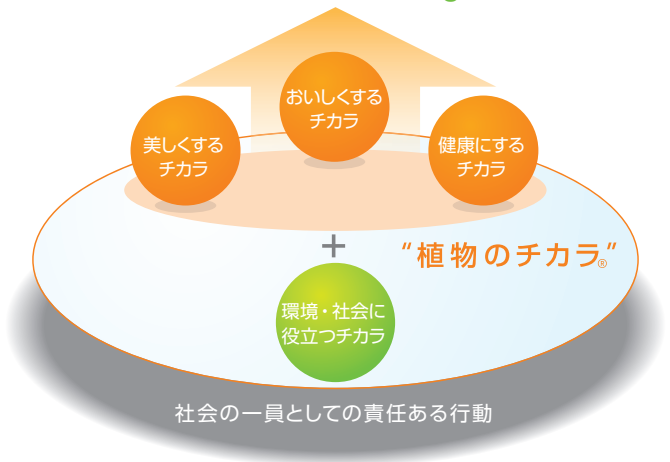 おいしくする
チカラ
美しくする
チカラ
健康にする
チカラ
+
“植物のチカラ®”
環境・社会に
役立つチカラ
社会の一員としての責任ある行動